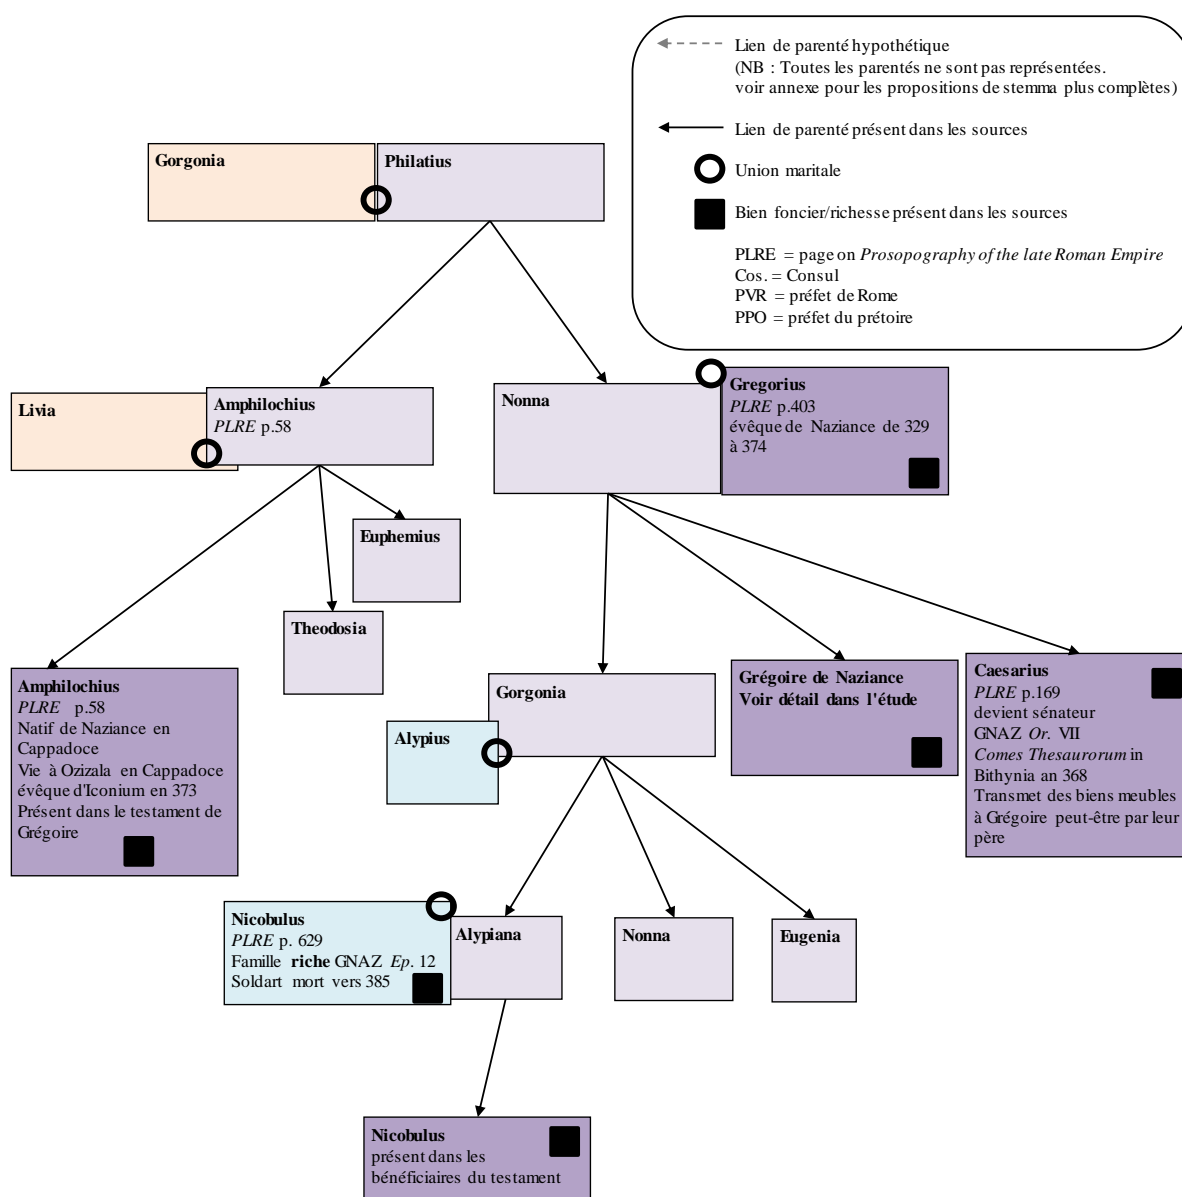 Lien de parenté hypothétique
(NB : Toutes les parentés ne sont pas représentées.
voir annexe pour les propositions de stemma plus complètes)
Lien de parenté présent dans les sources
Union maritale
Bien foncier/richesse présent dans les sources
PLRE = page on Prosopography of the late Roman Empire
Cos. = Consul
PVR = préfet de Rome
PPO = préfet du prétoire
Gorgonia
Philatius
Livia
Amphilochius
PLRE p.58
Nonna
Gregorius
PLRE p.403
évêque de Naziance de 329
à 374
Euphemius
Theodosia
Amphilochius
PLRE p.58
Natif de Naziance en
Cappadoce
Vie à Ozizala en Cappadoce
évêque d'Iconium en 373
Présent dans le testament de
Grégoire
Gorgonia
Alypius
Grégoire de Naziance
Voir détail dans l'étude
Caesarius
PLRE p.169
devient sénateur
GNAZ Or. VII
Comes Thesaurorum in
Bithynia an 368
Transmet des biens meubles
à Grégoire peut-être par leur
père
Nicobulus
PLRE p. 629
Famille riche GNAZ Ep. 12
Soldart mort vers 385
Alypiana
Nonna
Eugenia
Nicobulus
présent dans les
bénéficiaires du testament